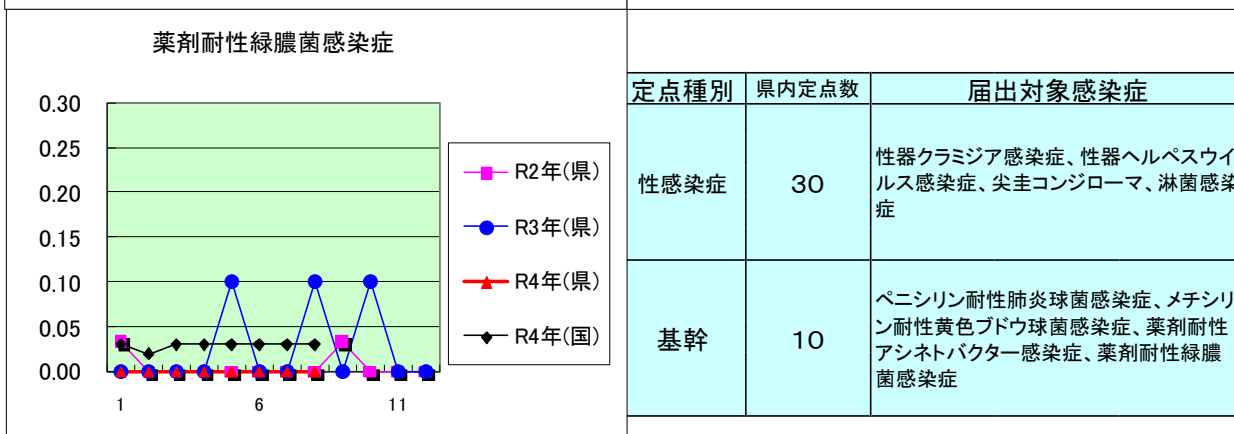 薬剤耐性緑膿菌感染症
0.30
0.25
0.20
0.15
0.10
0.05
0.00
1
6
11
R2年(県)
R3年(県)
R4年(県)
R4年(国)
定点種別
県内定点数
届出対象感染症
性感染症
30
性器クラミジア感染症、性器ヘルペスウイ
ルス感染症、尖圭コンジローマ、淋菌感染
症
基幹
10
ペニシリン耐性肺炎球菌感染症、メチシリ
ン耐性黄色ブドウ球菌感染症、薬剤耐性
アシネトバクター感染症、薬剤耐性緑膿
菌感染症